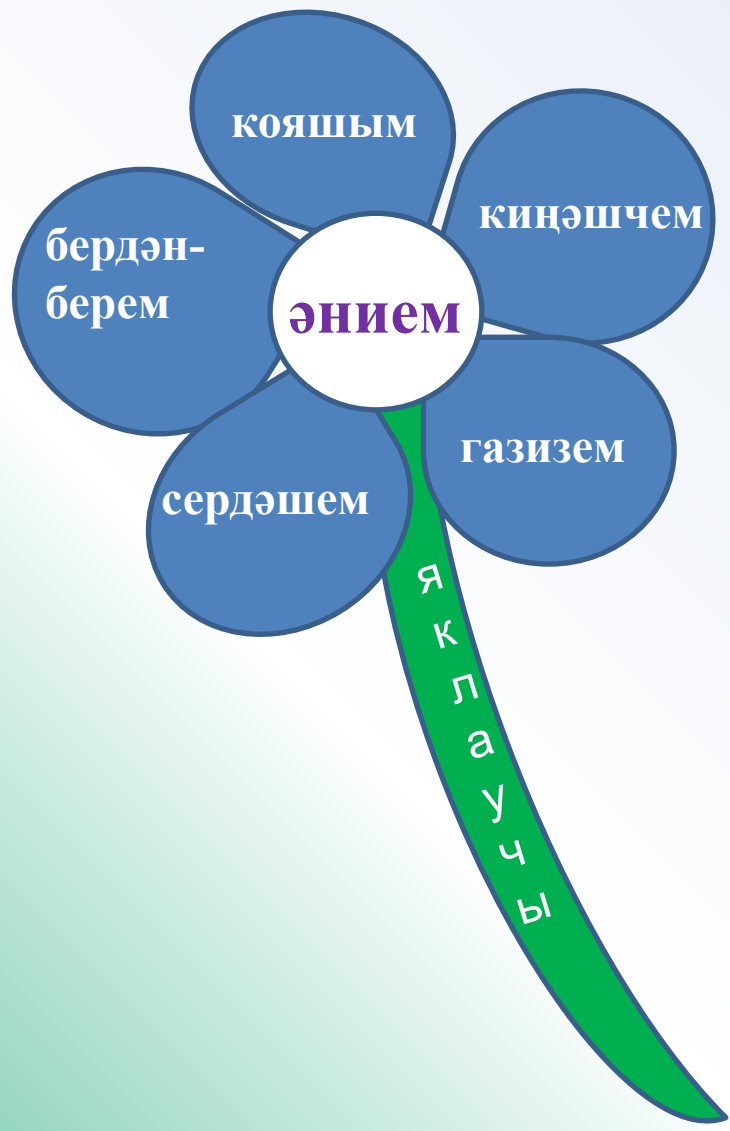 кояшым
киңәшчем
бердән-
берем
әнием
газизем
сердәшем
яклаучы